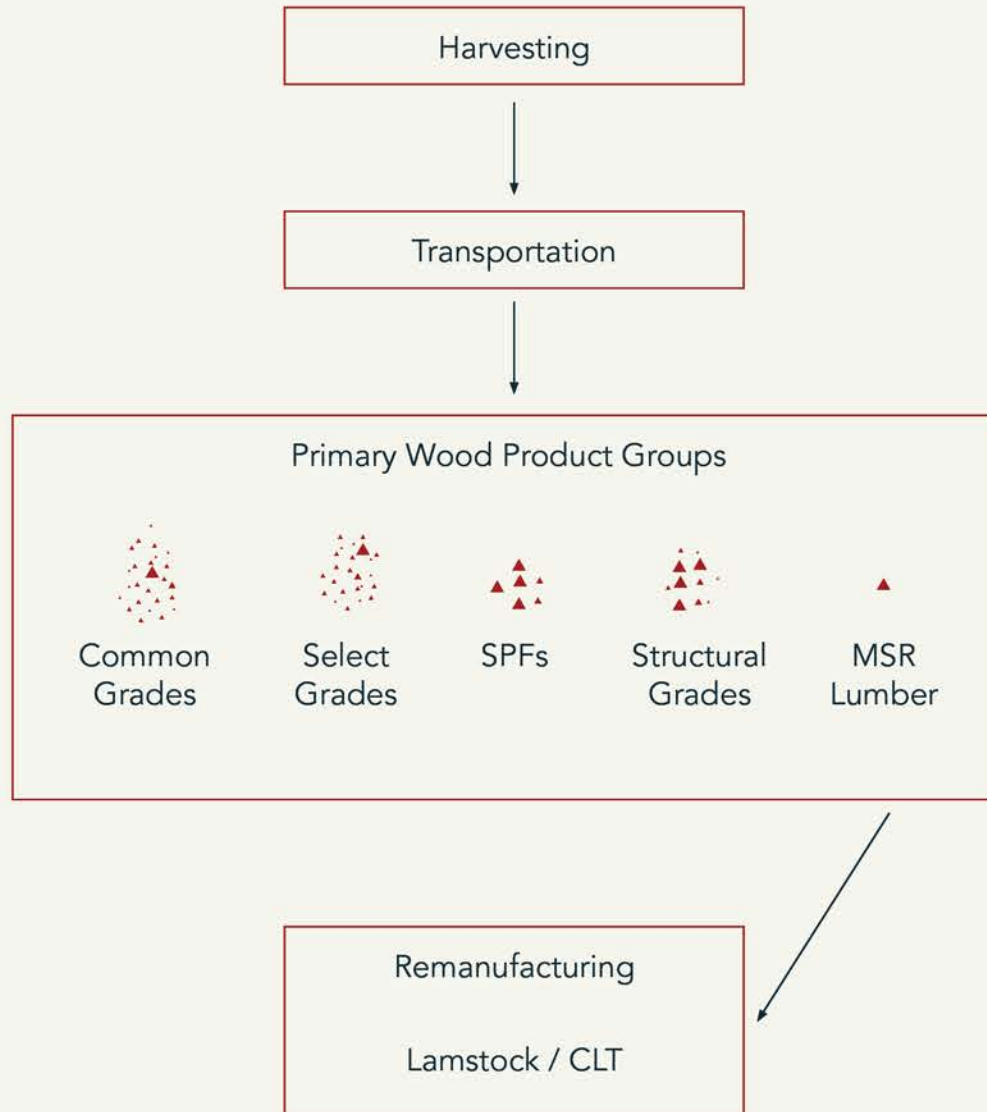 Harvesting
Transportation
Primary Wood Product Groups
Common
Grades
Select
Grades
SPFs
Structural
Grades
MSR
Lumber
Remanufacturing
Lamstock / CLT